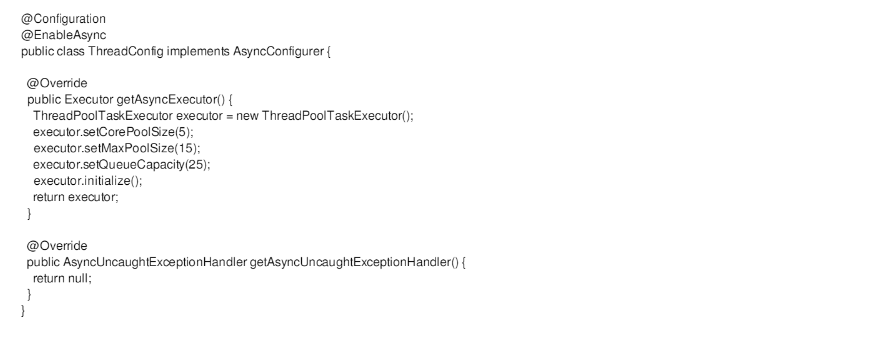 @Configuration
@EnableAsync
public class ThreadConfig implements AsyncConfigurer {
@Override
public Executor getAsyncExecutor() {
ThreadPoolTaskExecutor executor = new ThreadPoolTaskExecutor();
executor.setCorePoolSize(5);
executor.setMaxPoolSize(15);
executor.setQueueCapacity(25);
executor.initialize();
return executor;
}
@Override
public AsyncUncaughtExceptionHandler getAsyncUncaughtExceptionHandler() {
return null;
}
}